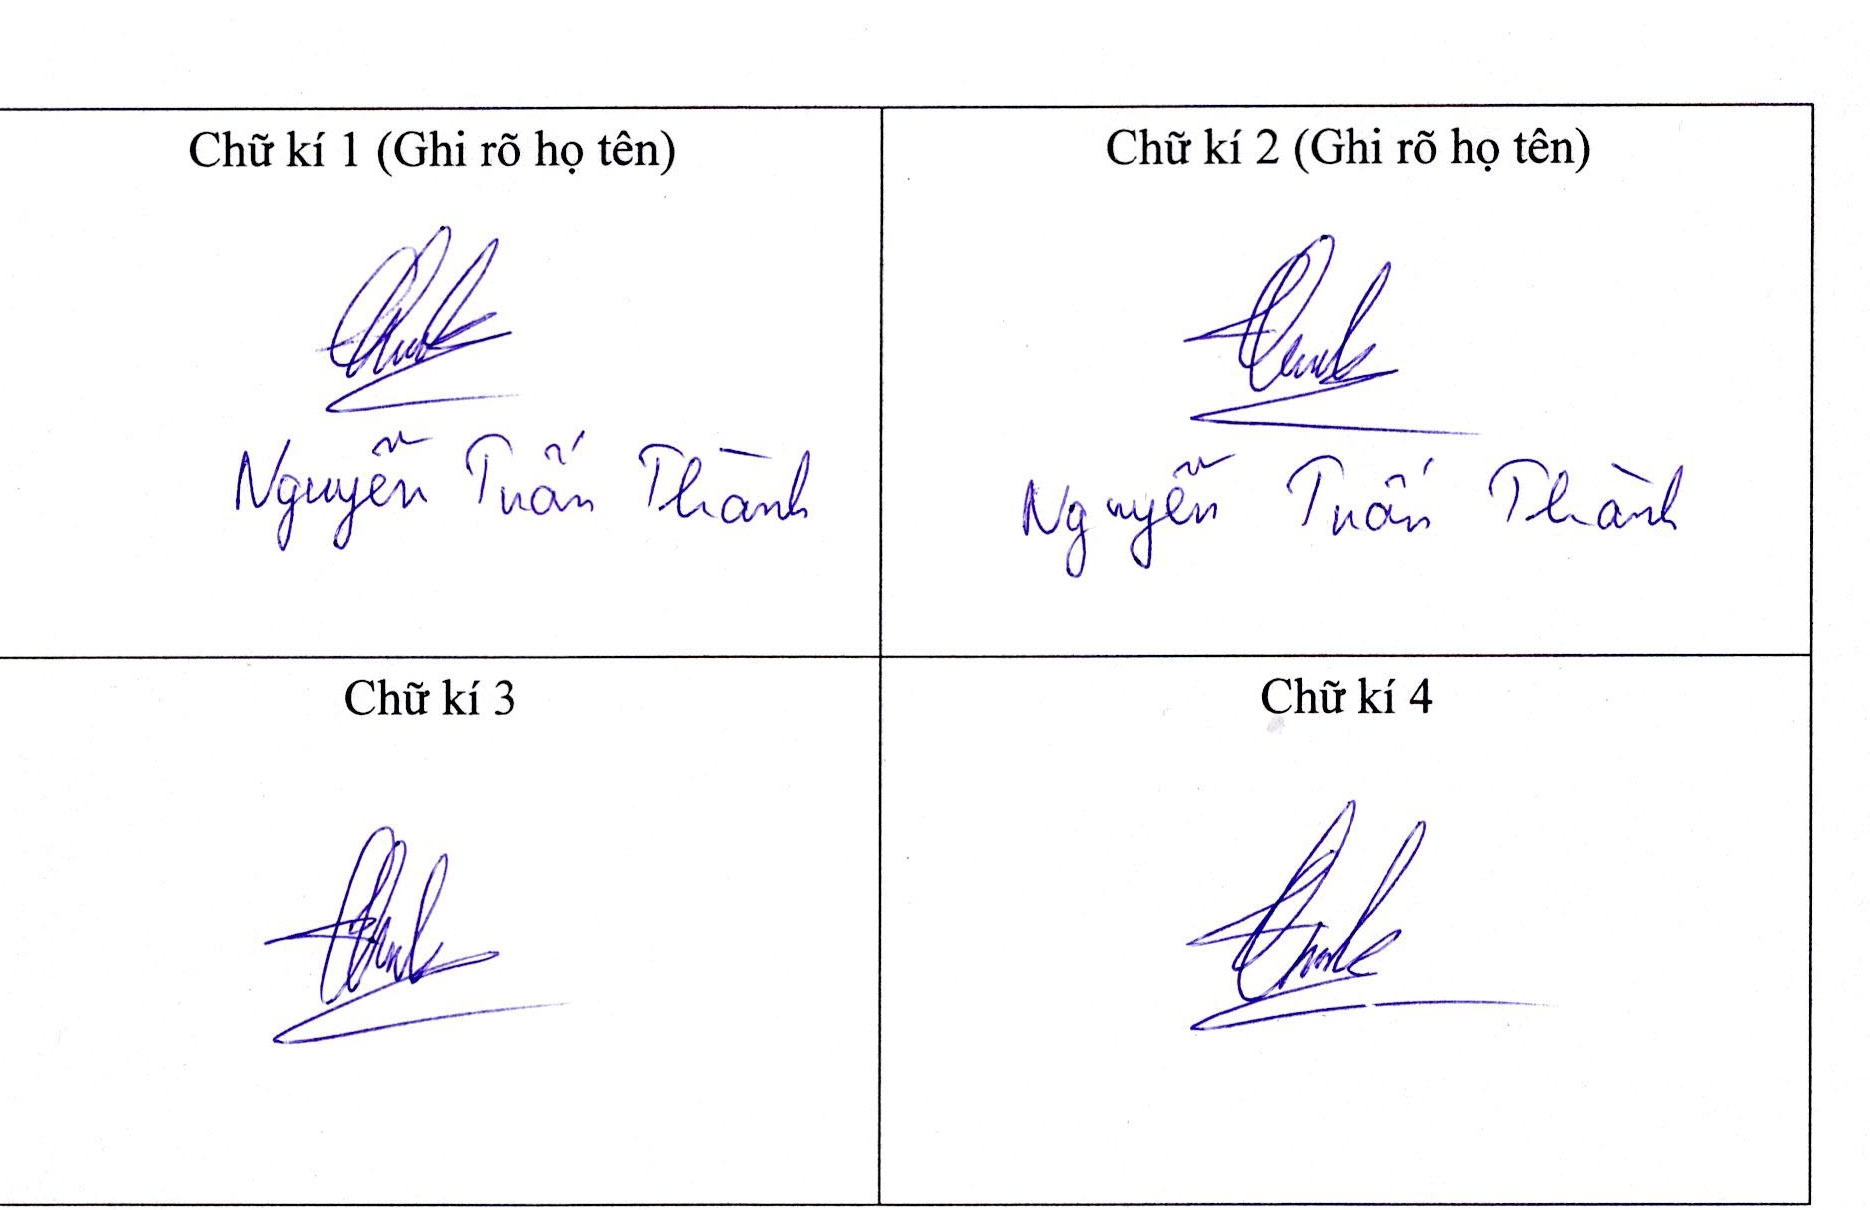 Chữ kí 1 (Ghi rõ họ tên)
Nguyễn Tuấn Thành
Chữ kí 2 (Ghi rõ họ tên)
Nguyễn Tuấn Thành
Chữ kí 3
Chữ kí 4